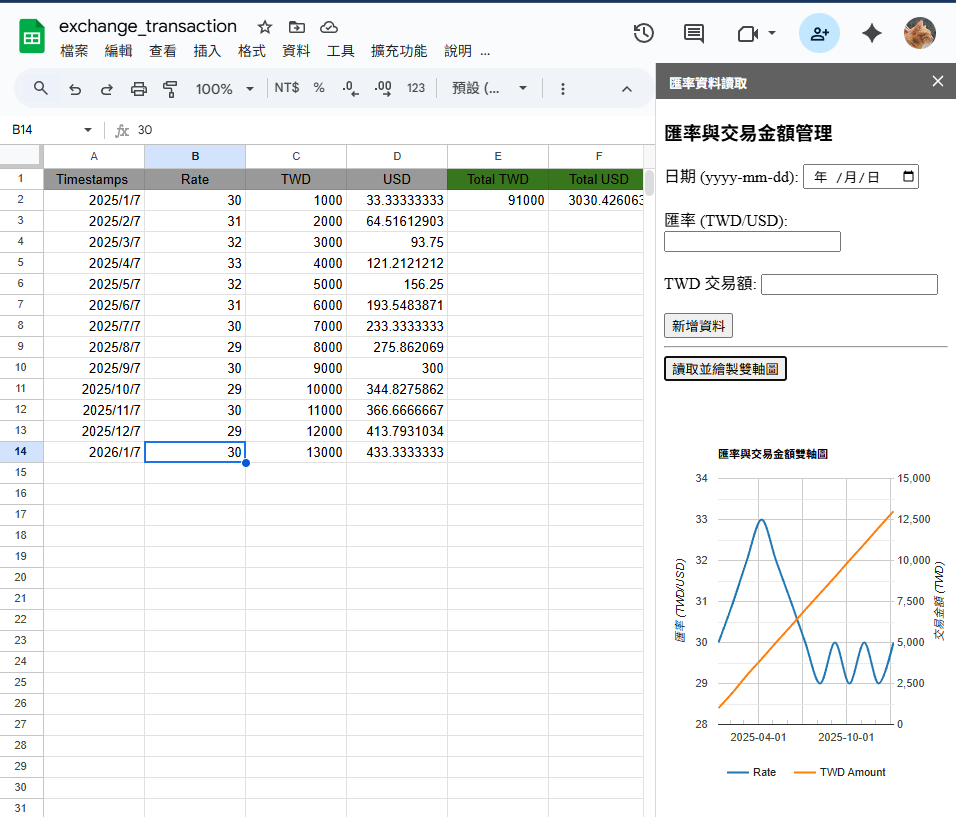 exchange_transaction
檔案 編輯 查看 插入 格式 資料 工具 擴充功能 說明 ...
100% NT$ % .0 .00 123 預設 (...
B14 fx 30
A B C D E F
1 Timestamps Rate TWD USD Total TWD Total USD
2 2025/1/7 30 1000 33.33333333 91000 3030.426063
3 2025/2/7 31 2000 64.51612903
4 2025/3/7 32 3000 93.75
5 2025/4/7 33 4000 121.2121212
6 2025/5/7 32 5000 156.25
7 2025/6/7 31 6000 193.5483871
8 2025/7/7 30 7000 233.3333333
9 2025/8/7 29 8000 275.862069
10 2025/9/7 30 9000 300
11 2025/10/7 29 10000 344.8275862
12 2025/11/7 30 11000 366.6666667
13 2025/12/7 29 12000 413.7931034
14 2026/1/7 30 13000 433.3333333
15
16
17
18
19
20
21
22
23
24
25
26
27
28
29
30
31
匯率資料讀取
匯率與交易金額管理
日期 (yyyy-mm-dd): 年 /月/日
匯率 (TWD/USD):
TWD 交易額:
新增資料
讀取並繪製雙軸圖
匯率與交易金額雙軸圖
34 15,000
33 12,500
32 10,000
31 7,500
30 5,000
29 2,500
28 0
匯率 (TWD/USD)
交易金額 (TWD)
2025-04-01 2025-10-01
Rate TWD Amount